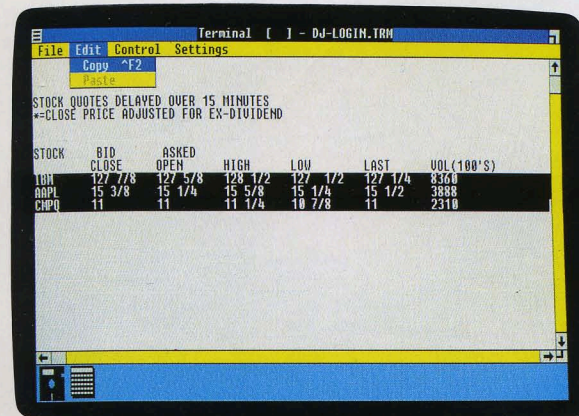 Terminal [ ] - DJ-LOGIN.TRM
File Edit Control Settings
Copy ^F2
Paste
STOCK QUOTES DELAYED OVER 15 MINUTES
*=CLOSE PRICE ADJUSTED FOR EX-DIVIDEND
STOCK BID ASKED
CLOSE OPEN HIGH LOW LAST VOL(100'S)
IBM 127 7/8 127 5/8 128 1/2 127 1/2 127 1/4 8360
AAPL 15 3/8 15 1/4 15 5/8 15 1/4 15 1/2 3888
CMPQ 11 11 11 1/4 10 7/8 11 2310